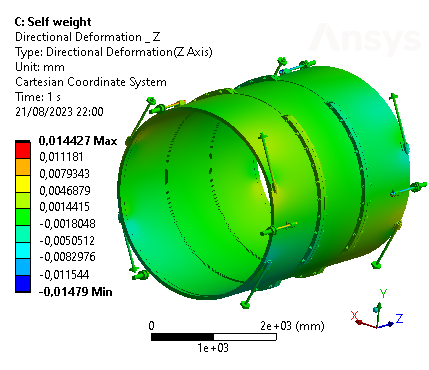 C: Self weight
Directional Deformation _ Z
Type: Directional Deformation(Z Axis)
Unit: mm
Cartesian Coordinate System
Time: 1 s
21/08/2023 22:00
Ansys
0,014427 Max
0,011181
0,0079343
0,0046879
0,0014415
-0,0018048
-0,0050512
-0,0082976
-0,011544
-0,01479 Min
0
2e+03 (mm)
1e+03
Y
X
Z